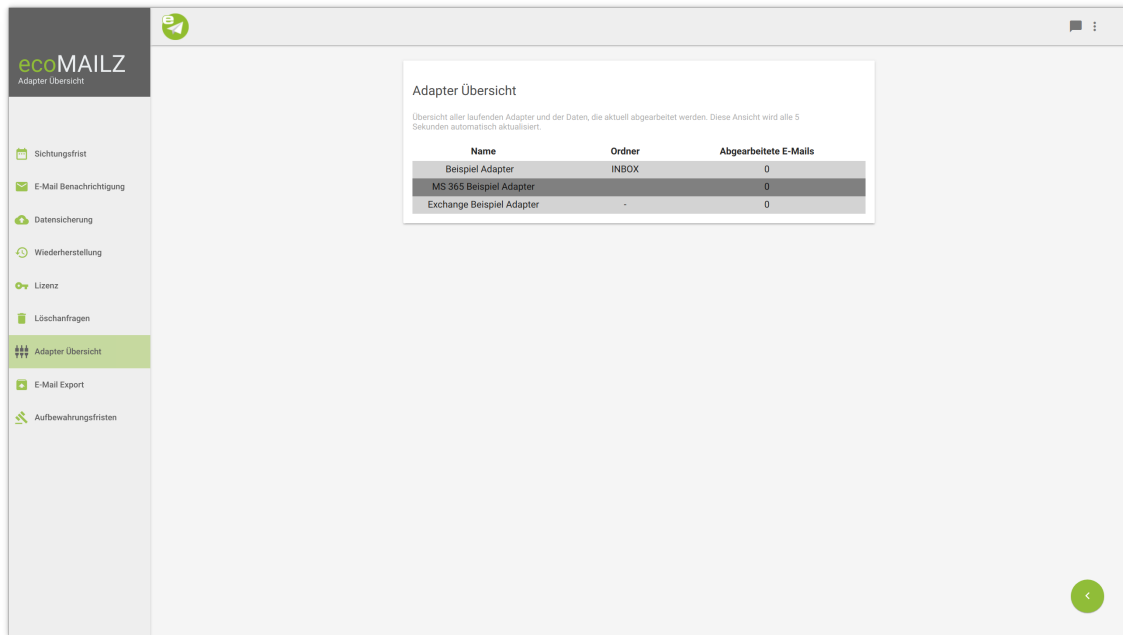 ecoMAILZ
Adapter Übersicht
Sichtungsfrist
E-Mail Benachrichtigung
Datensicherung
Wiederherstellung
Lizenz
Löschanfragen
Adapter Übersicht
E-Mail Export
Aufbewahrungsfristen
e
Adapter Übersicht
Übersicht aller laufenden Adapter und der Daten, die aktuell abgearbeitet werden. Diese Ansicht wird alle 5
Sekunden automatisch aktualisiert.
Name Ordner Abgearbeitete E-Mails
Beispiel Adapter INBOX 0
MS 365 Beispiel Adapter 0
Exchange Beispiel Adapter - 0